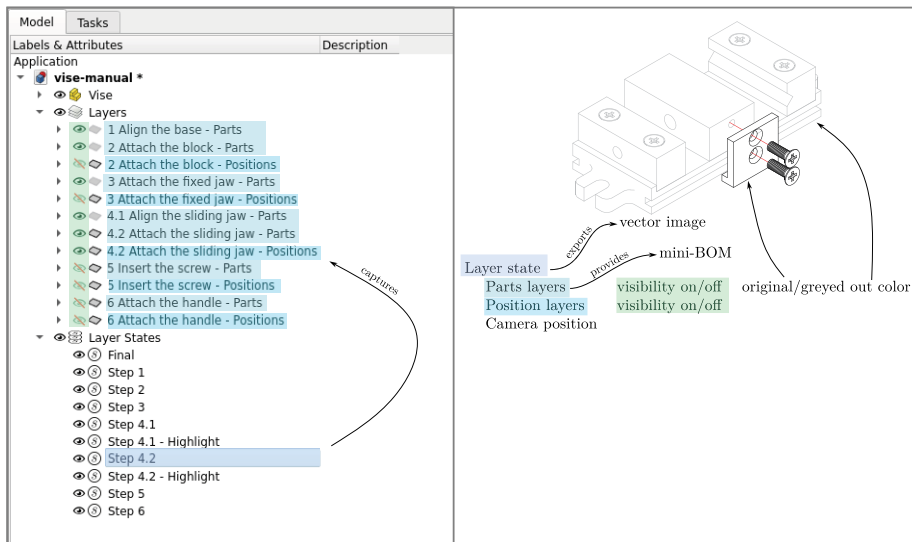 Model
Tasks
Labels & Attributes
Description
Application
vise-manual *
Vise
Layers
1 Align the base - Parts
2 Attach the block - Parts
2 Attach the block - Positions
3 Attach the fixed jaw - Parts
3 Attach the fixed jaw - Positions
4.1 Align the sliding jaw - Parts
4.2 Attach the sliding jaw - Parts
4.2 Attach the sliding jaw - Positions
5 Insert the screw - Parts
5 Insert the screw - Positions
6 Attach the handle - Parts
6 Attach the handle - Positions
Layer States
S Final
S Step 1
S Step 2
S Step 3
S Step 4.1
S Step 4.1 - Highlight
S Step 4.2
S Step 4.2 - Highlight
S Step 5
S Step 6
captures
vector image
exports
mini-BOM
provides
Layer state
Parts layers
visibility on/off
original/greyed out color
Position layers
visibility on/off
Camera position